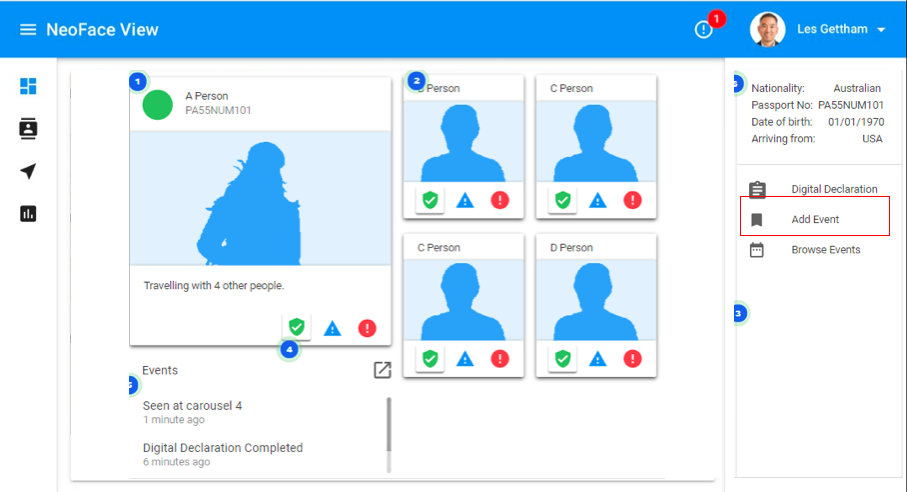 NeoFace View
1
Les Gettham
1
A Person
PA55NUM101
2
Person
C Person
Nationality: Australian
Passport No: PA55NUM101
Date of birth: 01/01/1970
Arriving from: USA
Digital Declaration
Add Event
Browse Events
C Person
D Person
Travelling with 4 other people.
3
4
Events
Seen at carousel 4
1 minute ago
Digital Declaration Completed
6 minutes ago